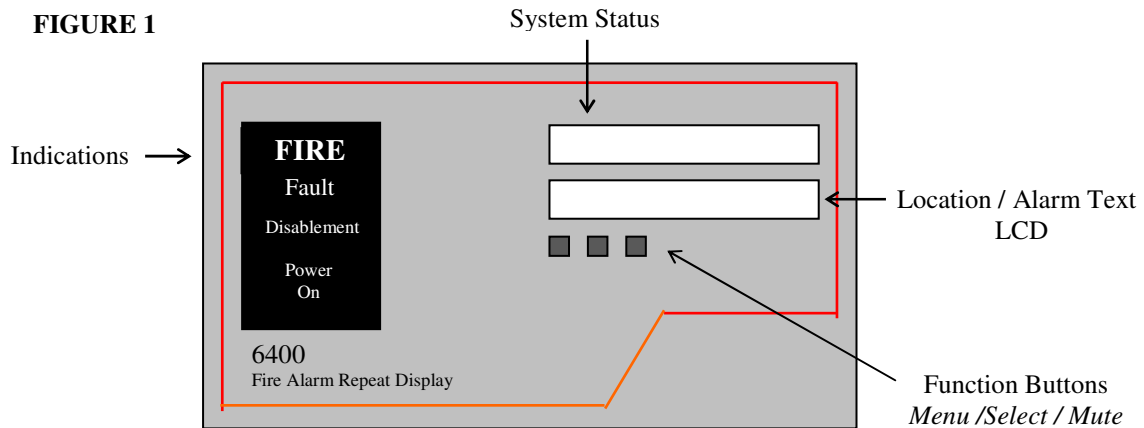 FIGURE 1
System Status
Indications
FIRE
Fault
Disablement
Power
On
Location / Alarm Text
LCD
6400
Fire Alarm Repeat Display
Function Buttons
Menu /Select / Mute